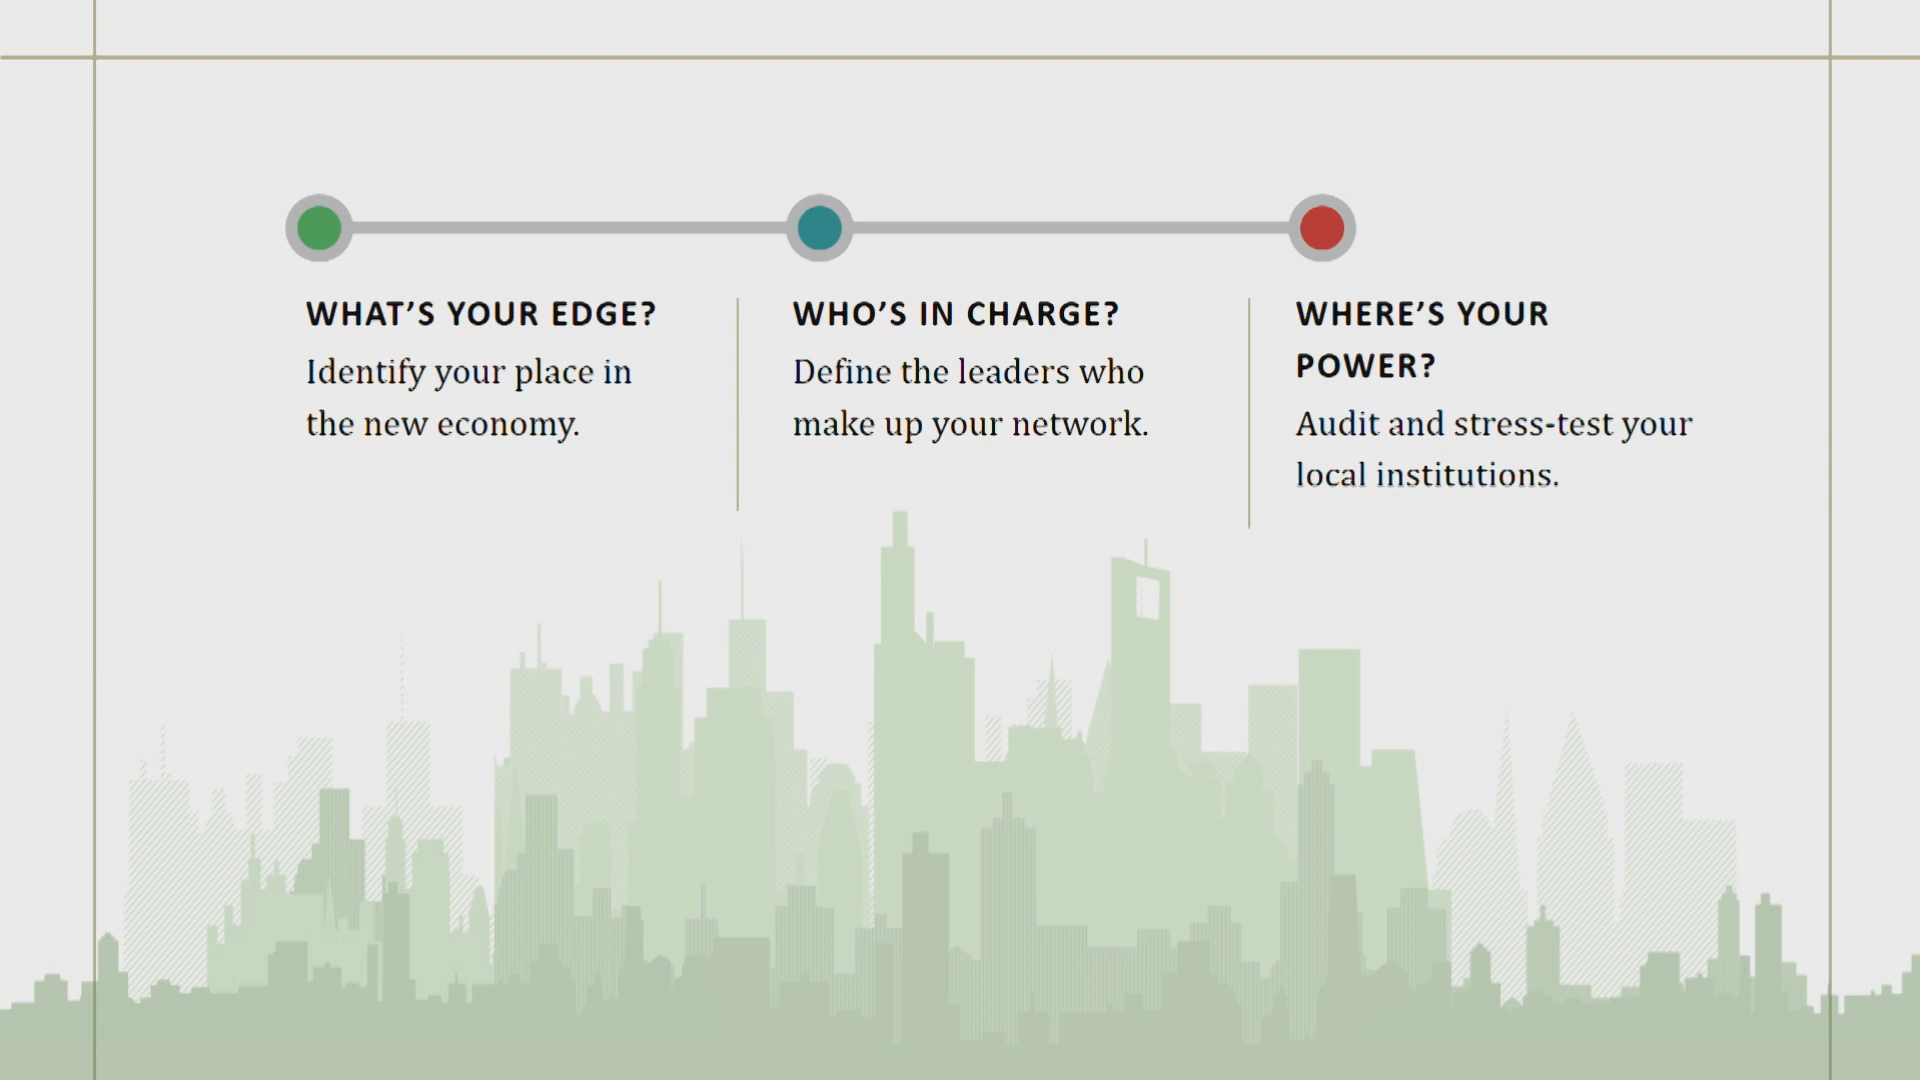 WHAT’S YOUR EDGE?
Identify your place in
the new economy.
WHO’S IN CHARGE?
Define the leaders who
make up your network.
WHERE’S YOUR
POWER?
Audit and stress-test your
local institutions.